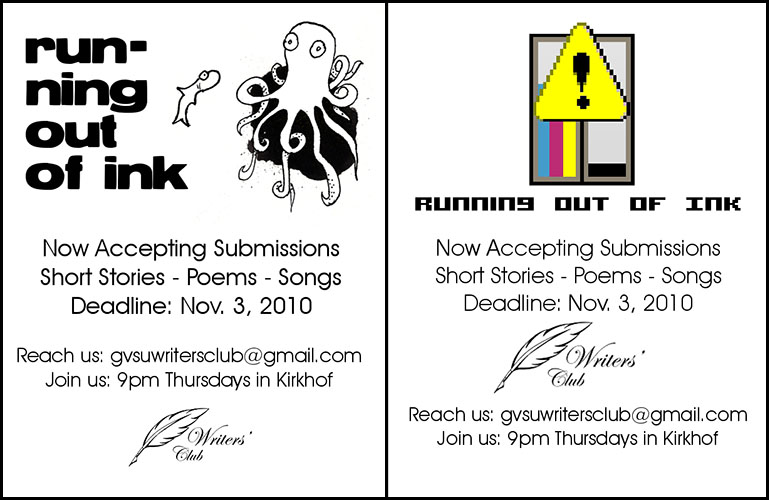 run-
ning
out
of ink
Now Accepting Submissions
Short Stories - Poems - Songs
Deadline: Nov. 3, 2010
Reach us: gvsuwritersclub@gmail.com
Join us: 9pm Thursdays in Kirkhof
Writers'
Club
!
RUNNING OUT OF INK
Now Accepting Submissions
Short Stories - Poems - Songs
Deadline: Nov. 3, 2010
Writers'
Club
Reach us: gvsuwritersclub@gmail.com
Join us: 9pm Thursdays in Kirkhof